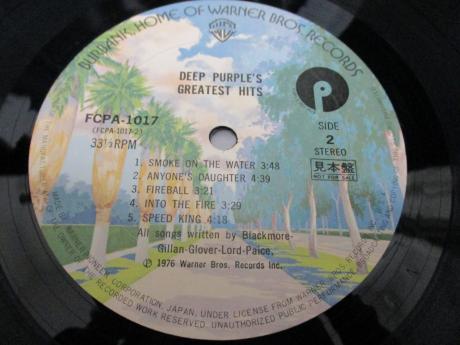 BURBANK, HOME OF WARNER BROS. RECORDS
DEEP PURPLE'S
GREATEST HITS
FCPA-1017
(FCPA-1017-2)
33⅓RPM
P
SIDE
2
STEREO
見本盤
NOT FOR SALE
1. SMOKE ON THE WATER 3:48
2. ANYONE'S DAUGHTER 4:39
3. FIREBALL 3:21
4. INTO THE FIRE 3:29
5. SPEED KING 4:18
All songs written by Blackmore-
Gillan-Glover-Lord-Paice.
Ⓟ 1976 Warner Bros. Records Inc.
PIONEER CORPORATION, JAPAN, UNDER LICENSE FROM WARNER BROS. RECORDS
RECORDED WORK RESERVED. UNAUTHORIZED PUBLIC PERFORMANCE